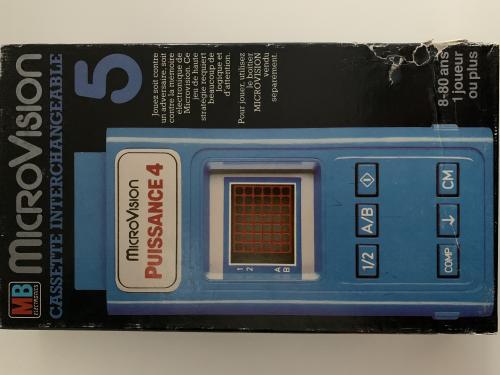 MB
ELECTRONICS
MICROVISION
CASSETTE INTERCHANGEABLE
5
Jouez soit contre
un adversaire, soit
contre la mémoire
électronique de
Microvision. Ce
jeu de haute
stratégie requiert
beaucoup de
logique et
d'attention.
Pour jouer, utilisez
le boîtier
MICROVISION
vendu
séparement.
8-80 ans
1 joueur
ou plus
MICROVISION
PUISSANCE 4
1
2
A
B
1/2
A/B
COMP
↓
CM